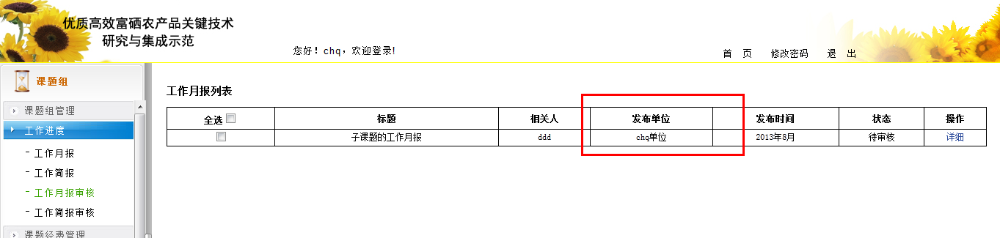 优质高效富硒农产品关键技术
研究与集成示范
您好！chq，欢迎登录!
首 页 修改密码 退 出
课题组
课题组管理
工作进度
- 工作月报
- 工作简报
- 工作月报审核
- 工作简报审核
课题经费管理
工作月报列表
全选 标题 相关人 发布单位 发布时间 状态 操作
子课题的工作月报 ddd chq单位 2013年8月 待审核 详细